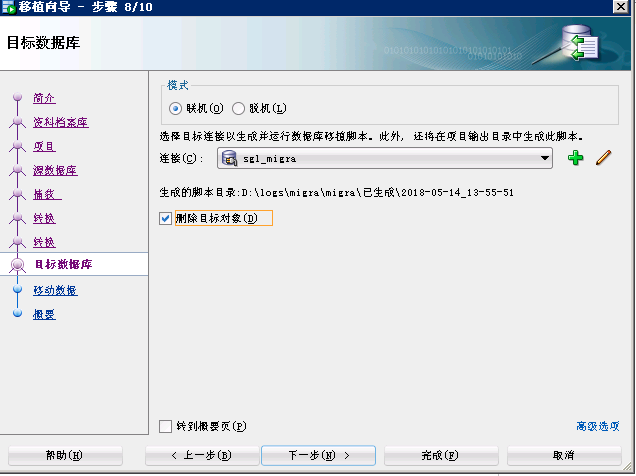 移植向导 - 步骤 8/10
目标数据库
简介
资料档案库
项目
源数据库
捕获
转换
转换
目标数据库
移动数据
概要
模式
联机(O)
脱机(L)
选择目标连接以生成并运行数据库移植脚本。此外, 还将在项目输出目录中生成此脚本。
连接(C):
sgl_migra
生成的脚本目录:D:\logs\migra\migra\已生成\2018-05-14_13-55-51
删除目标对象(D)
转到概要页(P)
高级选项
帮助(H)
< 上一步(B)
下一步(N) >
完成(F)
取消